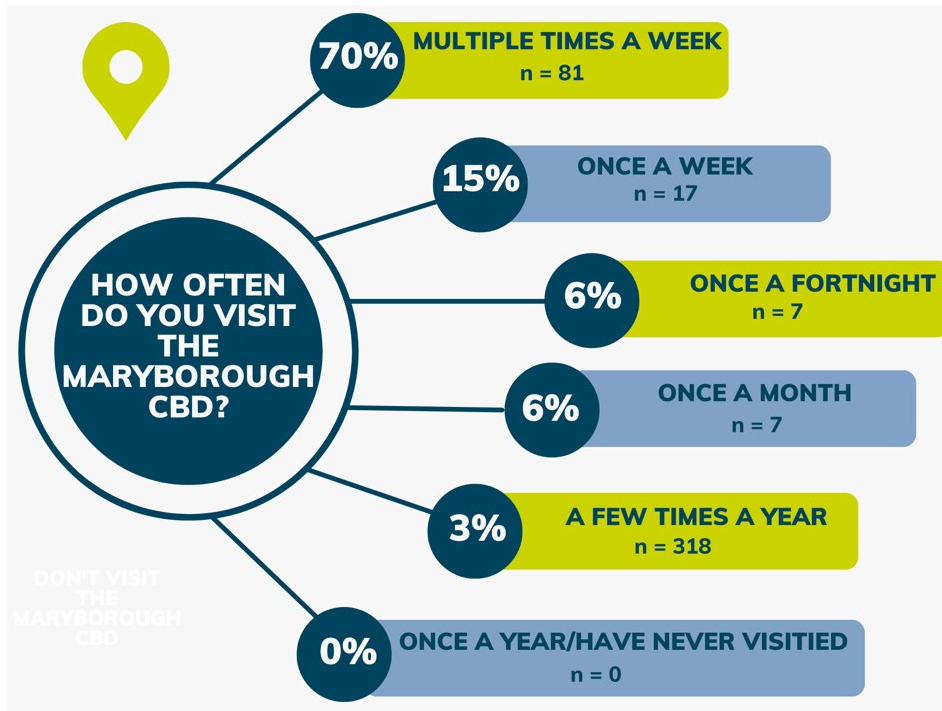 70%
MULTIPLE TIMES A WEEK
n = 81
15%
ONCE A WEEK
n = 17
6%
ONCE A FORTNIGHT
n = 7
HOW OFTEN
DO YOU VISIT
THE
MARYBOROUGH
CBD?
6%
ONCE A MONTH
n = 7
3%
A FEW TIMES A YEAR
n = 318
DON'T VISIT
THE
MARYBOROUGH
CBD
0%
ONCE A YEAR/HAVE NEVER VISITIED
n = 0